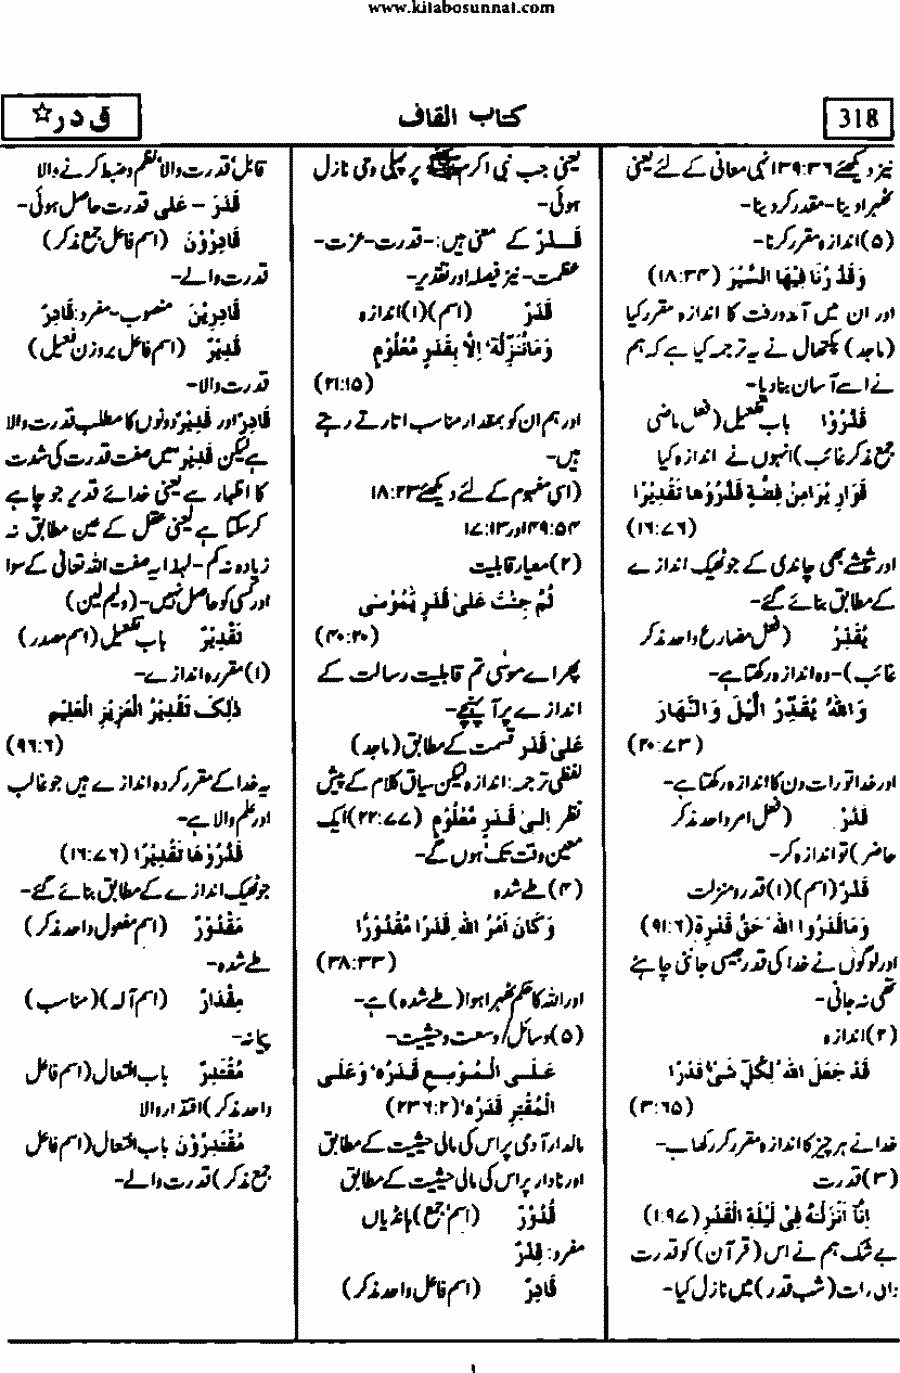 www.kitabosunnat.com
318
کتاب القاف
ق د ر ☆
نیز دیکھئے ۱۳۹:۳۶ انہی معانی کے لئے یعنی
ٹھہرا دینا - مقدر کر دینا -
(۵) اندازہ مقرر کرنا -
وَقَدَّرْنَا فِيْهَا السَّيْرَ (۱۸:۳۴)
اور ان میں آمدورفت کا اندازہ مقرر کیا
(ماجد) پکتھال نے یہ ترجمہ کیا ہے کہ ہم
نے اسے آسان بنا دیا -
قَدَّرُوْا باب تفعیل (فعل ماضی
جمع مذکر غائب) انہوں نے اندازہ کیا
قَوَارِيْرَا مِنْ فِضَّةٍ قَدَّرُوْهَا تَقْدِيْرًا
(۱۶:۷۶)
اور شیشے بھی چاندی کے جو ٹھیک اندازے
کے مطابق بنائے گئے -
يُقَدِّرُ (فعل مضارع واحد مذکر
غائب) - وہ اندازہ رکھتا ہے -
وَاللّٰهُ يُقَدِّرُ الَّيْلَ وَالنَّهَارَ
(۲۰:۷۳)
اور خدا تو رات دن کا اندازہ رکھتا ہے -
قَدِّرْ (فعل امر واحد مذکر
حاضر) تو اندازہ کر -
قَدْرٌ (اسم) (۱) قدر و منزلت
وَمَا قَدَرُوا اللّٰهَ حَقَّ قَدْرِهٖ (۹۱:۶)
اور لوگوں نے خدا کی قدر جیسی جانی چاہئے
تھی نہ جانی -
(۲) اندازہ
قَدْ جَعَلَ اللّٰهُ لِكُلِّ شَيْءٍ قَدْرًا
(۳:۶۵)
خدا نے ہر چیز کا اندازہ مقرر کر رکھا ہے -
(۳) قدرت
اِنَّا اَنْزَلْنٰهُ فِيْ لَيْلَةِ الْقَدْرِ (۱:۹۷)
بے شک ہم نے اس (قرآن) کو قدرت
والی رات (شب قدر) میں نازل کیا -
یعنی جب نبی اکرم ﷺ پر پہلی وحی نازل
ہوئی -
قَدْرٌ کے معنی ہیں: - قدرت - عزت -
عظمت - نیز فیصلہ اور تقدیر -
قَدَرٌ (اسم) (۱) اندازہ
وَمَا نُنَزِّلُهٗ اِلَّا بِقَدَرٍ مَّعْلُوْمٍ
(۲۱:۱۵)
اور ہم ان کو بمقدار مناسب اتارتے رہتے
ہیں -
(اسی مفہوم کے لئے دیکھئے ۱۸:۲۳
۴۹:۵۴ اور ۱۷:۱۳
(۲) معیار قابلیت
ثُمَّ جِئْتَ عَلٰى قَدَرٍ يّٰمُوْسٰى
(۴۰:۲۰)
پھر اے موسٰی تم قابلیت رسالت کے
اندازے پر آ پہنچے -
عَلٰى قَدَرٍ قسمت کے مطابق (ماجد)
لفظی ترجمہ: اندازہ لیکن سیاق کلام کے پیش
نظر اِلٰى قَدَرٍ مَّعْلُوْمٍ (۲۲:۷۷) ایک
معین وقت تک ہوں گے -
(۴) طے شدہ
وَكَانَ اَمْرُ اللّٰهِ قَدَرًا مَّقْدُوْرًا
(۳۸:۳۳)
اور اللہ کا حکم ٹھہرا ہوا (طے شدہ) ہے -
(۵) وسائل/ وسعت و حیثیت -
عَلَى الْمُوْسِعِ قَدَرُهٗ وَعَلَى
الْمُقْتِرِ قَدَرُهٗ (۲۳۶:۲)
مالدار آدمی پر اس کی مالی حیثیت کے مطابق
اور نادار پر اس کی مالی حیثیت کے مطابق
قُدُوْرٌ (اسم جمع) ہانڈیاں
مفرد: قِدْرٌ
قَادِرٌ (اسم فاعل واحد مذکر)
قابل' قدرت والا' نظم و ضبط کرنے والا
قَدَرَ - عَلٰى قدرت حاصل ہوئی -
قَادِرُوْنَ (اسم فاعل جمع مذکر)
قدرت والے -
قَادِرِيْنَ منصوب - مفرد: قَادِرٌ
قَدِيْرٌ (اسم فاعل بروزن فعیل)
قدرت والا -
قَادِرٌ اور قَدِيْرٌ دونوں کا مطلب قدرت والا
ہے لیکن قَدِيْرٌ میں صفت قدرت کی شدت
کا اظہار ہے یعنی خدائے قدیر جو چاہے
کر سکتا ہے یعنی عقل کے عین مطابق نہ
زیادہ نہ کم - لہذا یہ صفت اللہ تعالیٰ کے سوا
اور کسی کو حاصل نہیں - (ولیم لین)
تَقْدِيْرٌ باب تفعیل (اسم مصدر)
(۱) مقررہ اندازے -
ذٰلِكَ تَقْدِيْرُ الْعَزِيْزِ الْعَلِيْمِ
(۹۶:۶)
یہ خدا کے مقرر کردہ اندازے ہیں جو غالب
اور علم والا ہے -
قَدَّرُوْهَا تَقْدِيْرًا (۱۶:۷۶)
جو ٹھیک اندازے کے مطابق بنائے گئے -
مَقْدُوْرٌ (اسم مفعول واحد مذکر)
طے شدہ -
مِقْدَارٌ (اسم آلہ) (مناسب)
پیمانہ -
مُقْتَدِرٌ باب افتعال (اسم فاعل
واحد مذکر) اقتدار والا
مُقْتَدِرُوْنَ باب افتعال (اسم فاعل
جمع مذکر) قدرت والے -